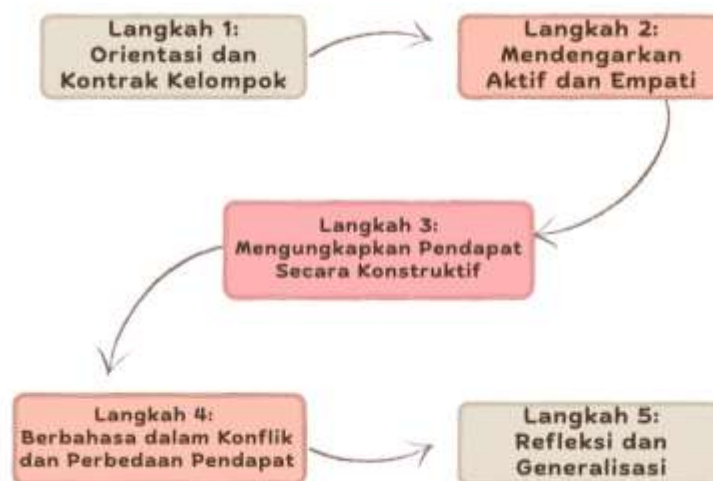 Langkah 1:
Orientasi dan
Kontrak Kelompok
Langkah 2:
Mendengarkan
Aktif dan Empati
Langkah 3:
Mengungkapkan Pendapat
Secara Konstruktif
Langkah 4:
Berbahasa dalam Konflik
dan Perbedaan Pendapat
Langkah 5:
Refleksi dan
Generalisasi